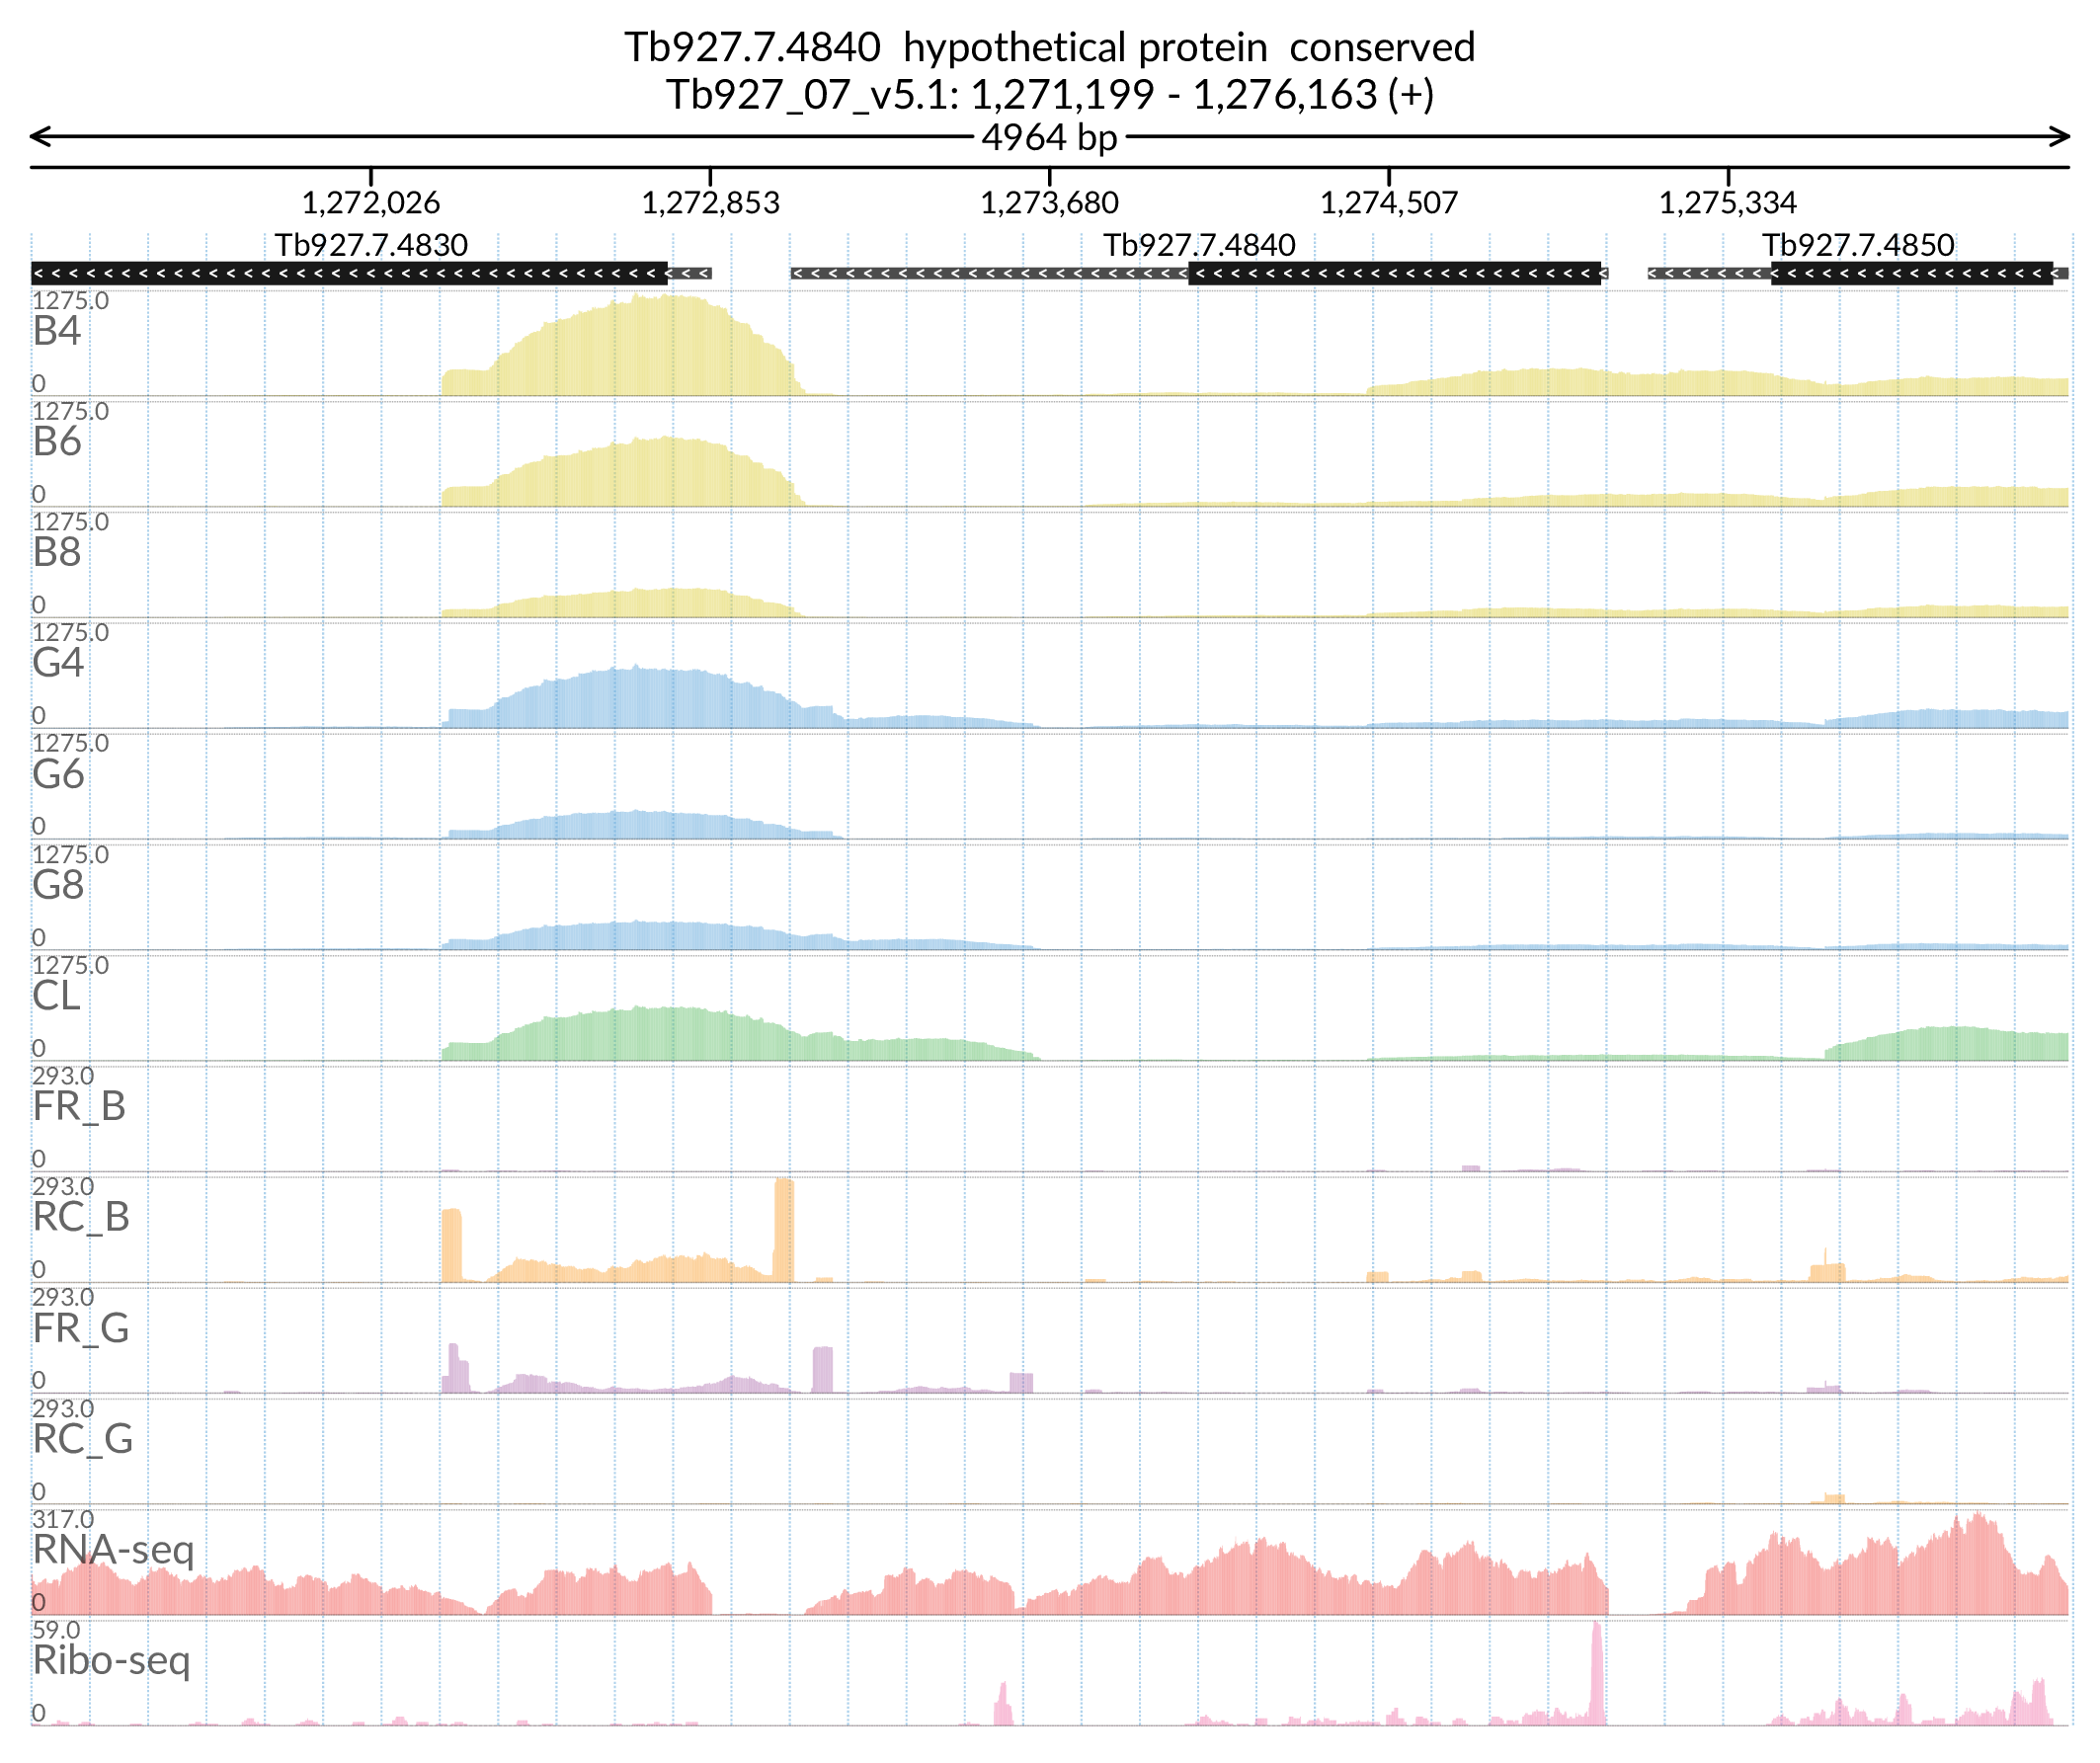 Tb927.7.4840 hypothetical protein conserved
Tb927_07_v5.1: 1,271,199 - 1,276,163 (+)
4964 bp
1,272,026 1,272,853 1,273,680 1,274,507 1,275,334
Tb927.7.4830 Tb927.7.4840 Tb927.7.4850
1275.0
B4
0
1275.0
B6
0
1275.0
B8
0
1275.0
G4
0
1275.0
G6
0
1275.0
G8
0
1275.0
CL
0
293.0
FR_B
0
293.0
RC_B
0
293.0
FR_G
0
293.0
RC_G
0
317.0
RNA-seq
0
59.0
Ribo-seq
0